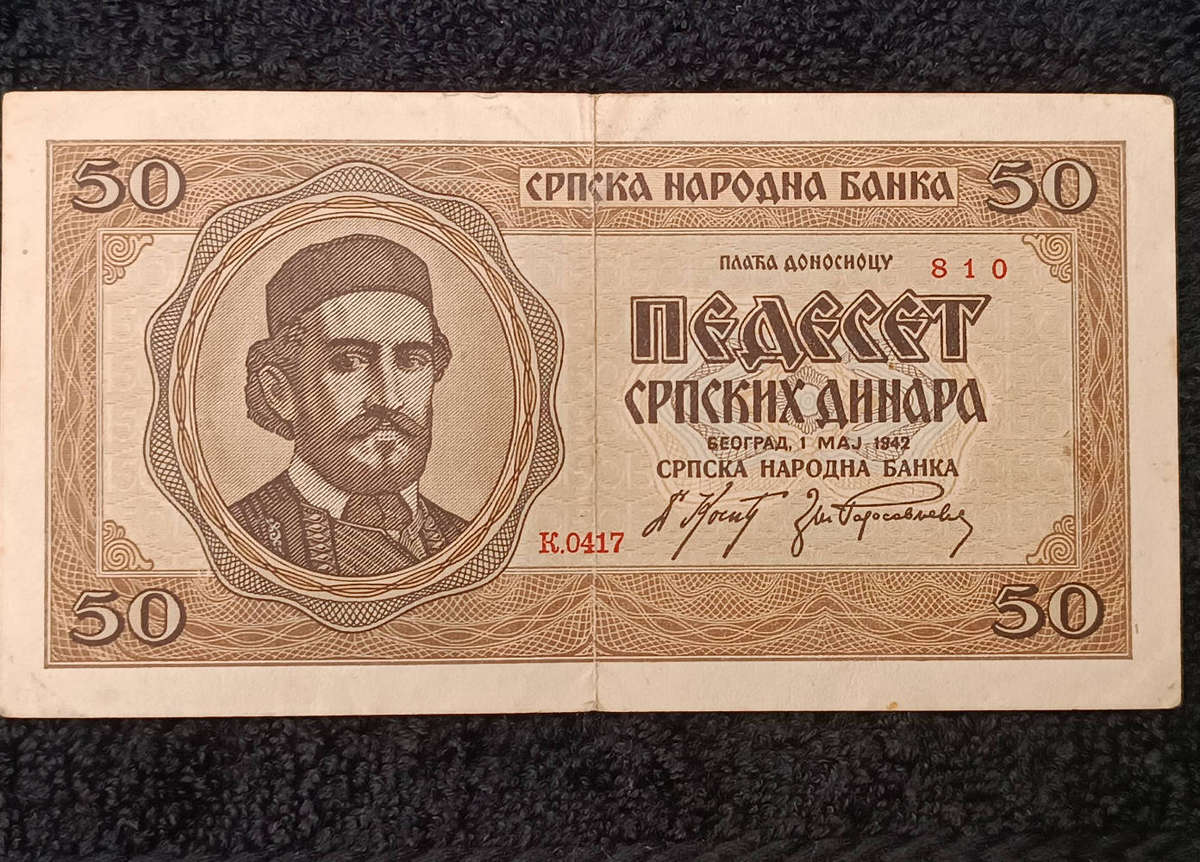 50
СРПСКА НАРОДНА БАНКА
50
ПЛАЋА ДОНОСИОЦУ
810
ПЕДЕСЕТ
СРПСКИХ ДИНАРА
БЕОГРАД, 1 МАЈ 1942
СРПСКА НАРОДНА БАНКА
К.0417
50
50